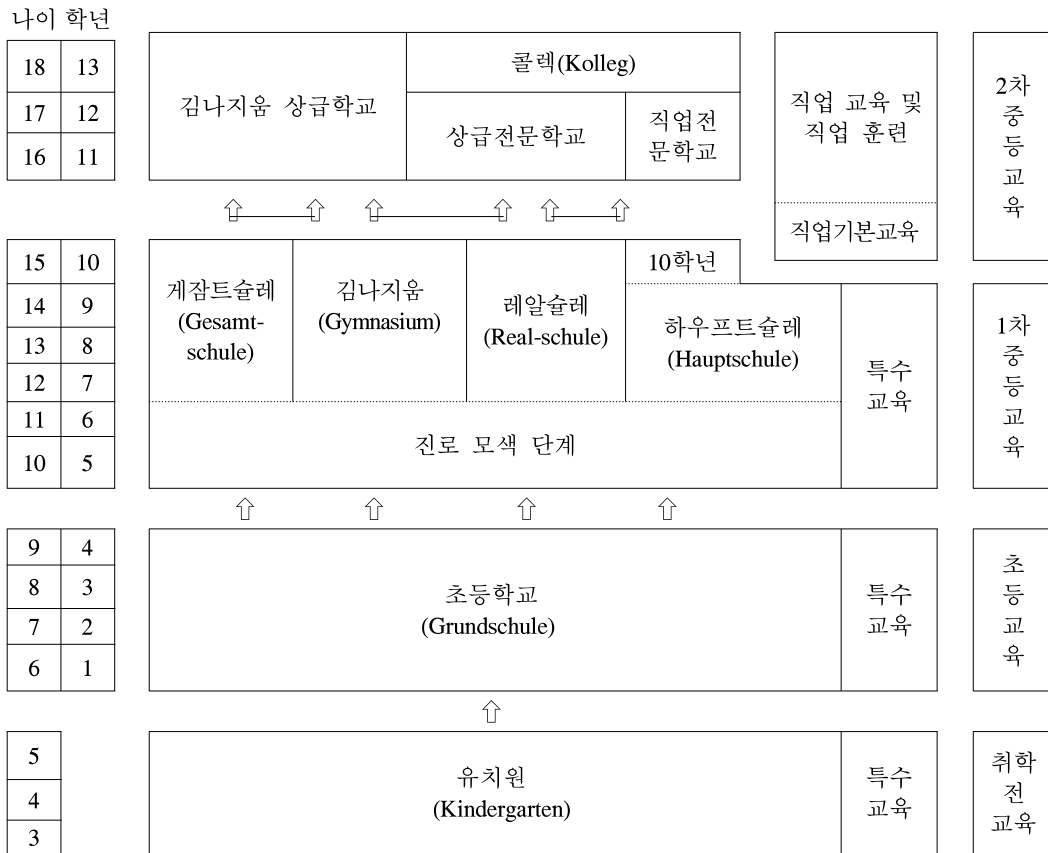 나이 학년
18 13
17 12
16 11
김나지움 상급학교
콜렉(Kolleg)
상급전문학교
직업전
문학교
직업 교육 및
직업 훈련
직업기본교육
2차
중
등
교
육
15 10
14 9
13 8
12 7
11 6
10 5
게잠트슐레
(Gesamt-
schule)
김나지움
(Gymnasium)
레알슐레
(Real-schule)
10학년
하우프트슐레
(Hauptschule)
진로 모색 단계
특수
교육
1차
중
등
교
육
9 4
8 3
7 2
6 1
초등학교
(Grundschule)
특수
교육
초
등
교
육
5
4
3
유치원
(Kindergarten)
특수
교육
취학
전
교육